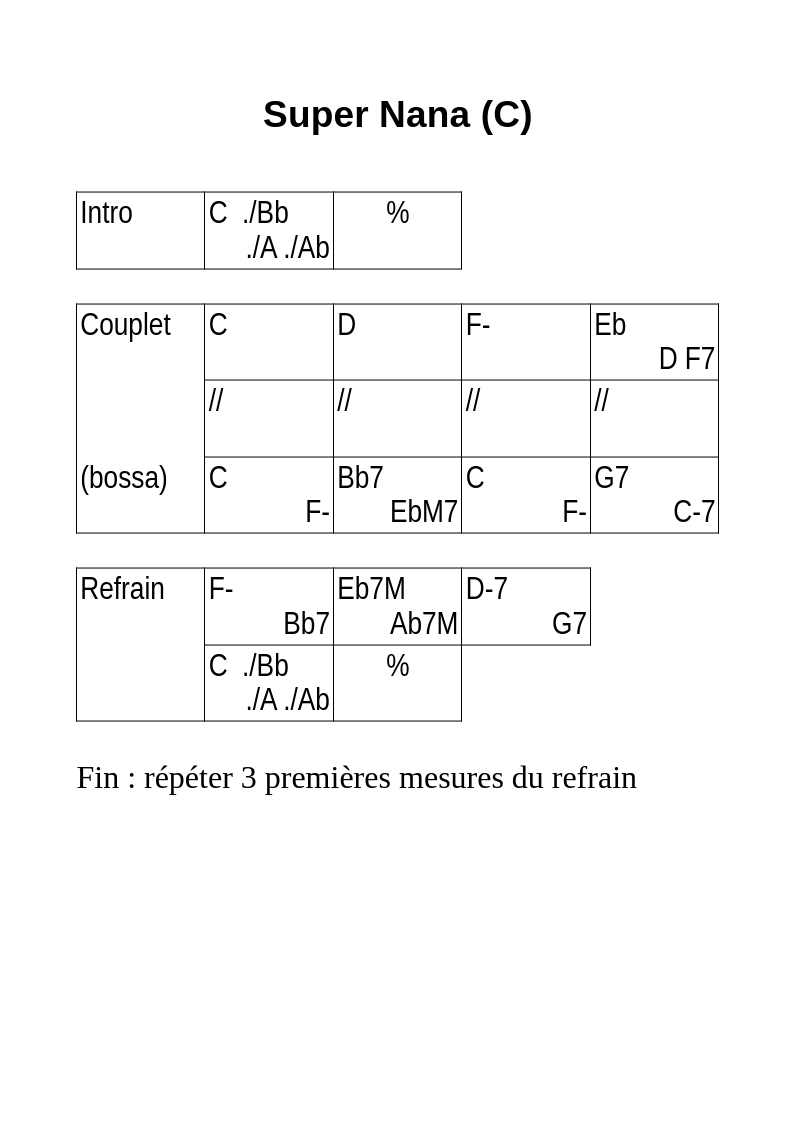 Super Nana (C)
Intro C ./Bb %
./A ./Ab
Couplet C D F- Eb
D F7
// // // //
(bossa) C Bb7 C G7
F- EbM7 F- C-7
Refrain F- Eb7M D-7
Bb7 Ab7M G7
C ./Bb %
./A ./Ab
Fin : répéter 3 premières mesures du refrain